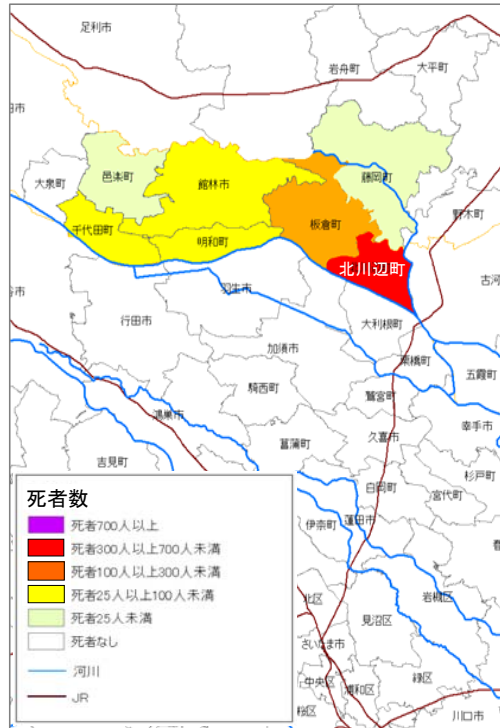 足利市
岩舟町
大平町
市
大泉町
邑楽町
館林市
藤岡町
千代田町
明和町
板倉町
野木町
北川辺町
古河
谷市
羽生市
行田市
大利根町
加須市
栗橋町
五霞町
騎西町
鷲宮町
鴻巣市
幸手市
菖蒲町
久喜市
吉見町
杉戸町
白岡町
宮代町
伊奈町
蓮田市
北区
岩槻区
見沼区
さいたま市
中央区
浦和区
緑区
桜区
川口市
死者数
死者700人以上
死者300人以上700人未満
死者100人以上300人未満
死者25人以上100人未満
死者25人未満
死者なし
河川
JR